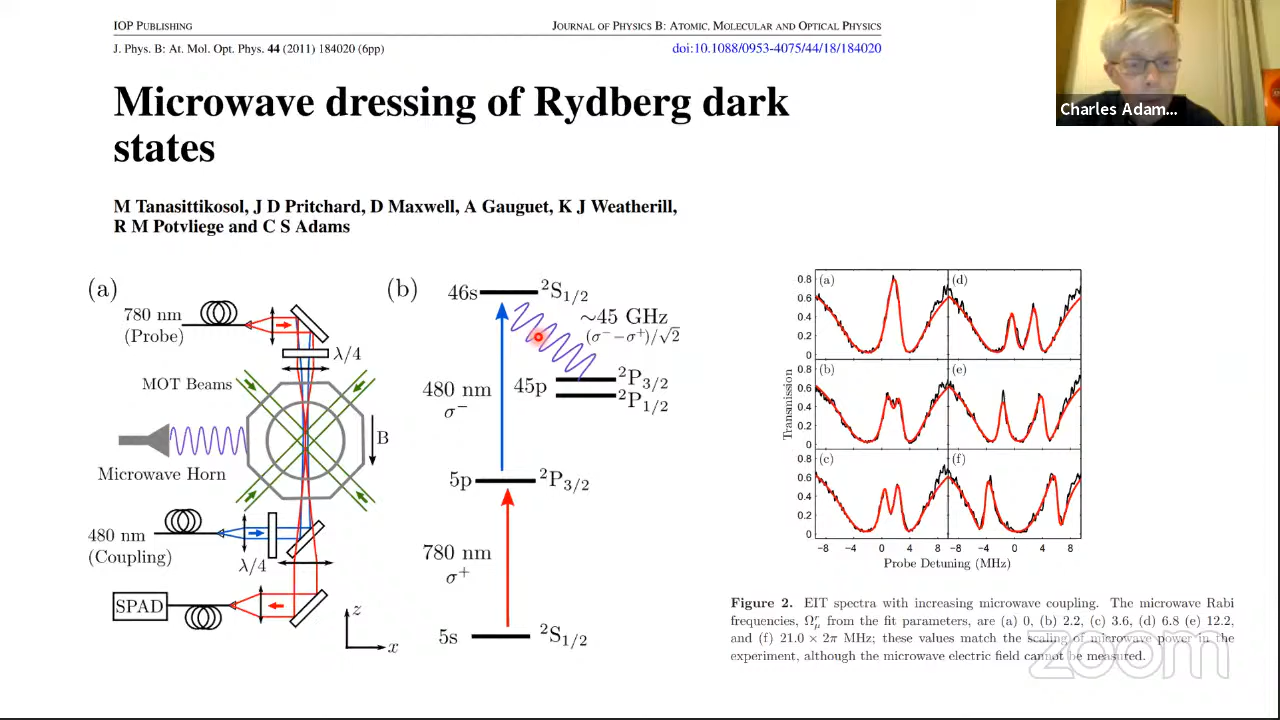 IOP Publishing
Journal of Physics B: Atomic, Molecular and Optical Physics
J. Phys. B: At. Mol. Opt. Phys. 44 (2011) 184020 (6pp)
doi:10.1088/0953-4075/44/18/184020
Charles Adam...
Microwave dressing of Rydberg dark
states
M Tanasittikosol, J D Pritchard, D Maxwell, A Gauguet, K J Weatherill,
R M Potvliege and C S Adams
(a)
780 nm
(Probe)
λ/4
MOT Beams
B
Microwave Horn
480 nm
(Coupling)
λ/4
SPAD
z
x
(b)
46s
²S₁/₂
~45 GHz
(σ⁻−σ⁺)/√2
45p
²P₃/₂
²P₁/₂
480 nm
σ⁻
5p
²P₃/₂
780 nm
σ⁺
5s
²S₁/₂
(a)
(d)
0.8
0.6
0.4
0.2
0
(b)
(e)
0.8
0.6
0.4
0.2
0
(c)
(f)
0.8
0.6
0.4
0.2
0
Transmission
−8 −4 0 4 8 −8 −4 0 4 8
Probe Detuning (MHz)
Figure 2. EIT spectra with increasing microwave coupling. The microwave Rabi
frequencies, Ωᵣμ from the fit parameters, are (a) 0, (b) 2.2, (c) 3.6, (d) 6.8 (e) 12.2,
and (f) 21.0 × 2π MHz; these values match the scaling of microwave power in the
experiment, although the microwave electric field cannot be measured.
zoom